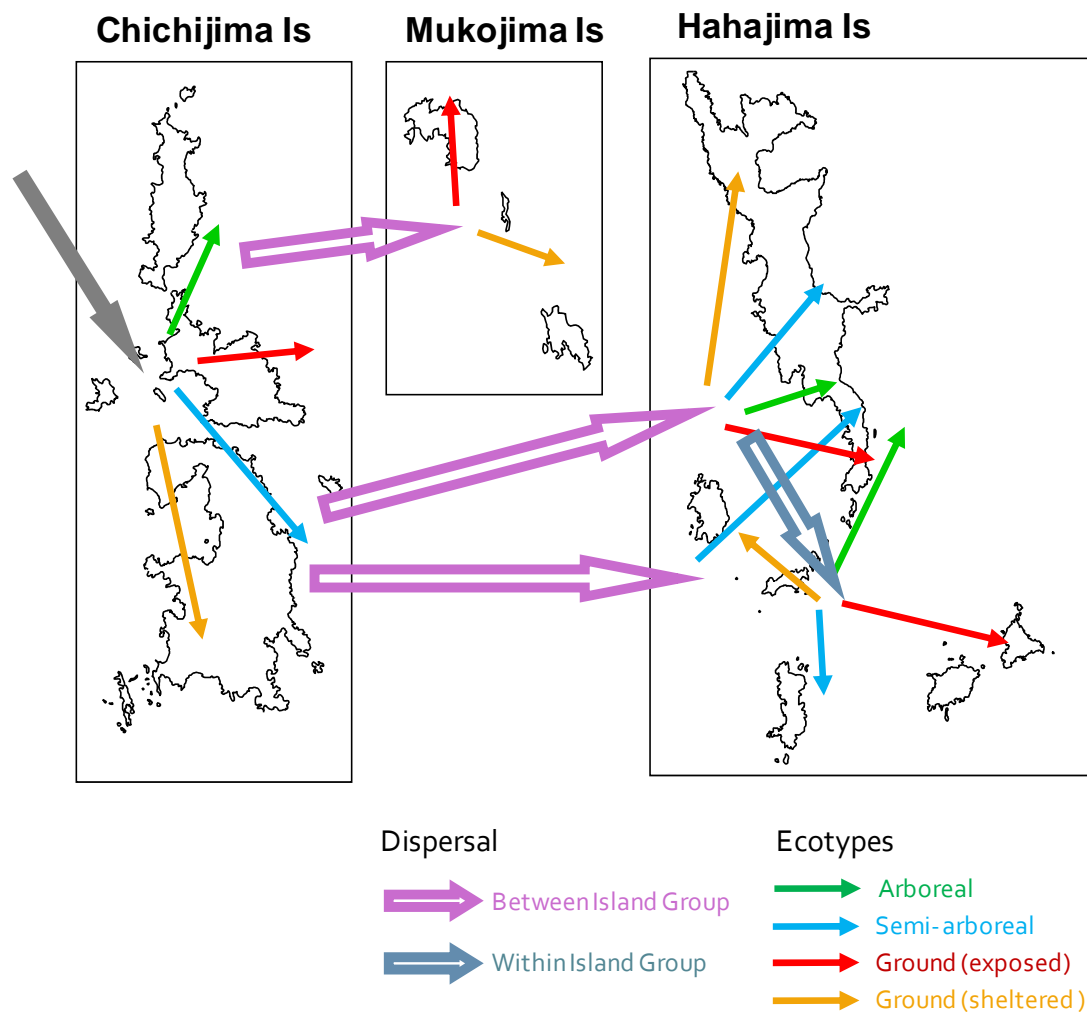 Chichijima Is
Mukojima Is
Hahajima Is
Dispersal
Between Island Group
Within Island Group
Ecotypes
Arboreal
Semi-arboreal
Ground (exposed)
Ground (sheltered )